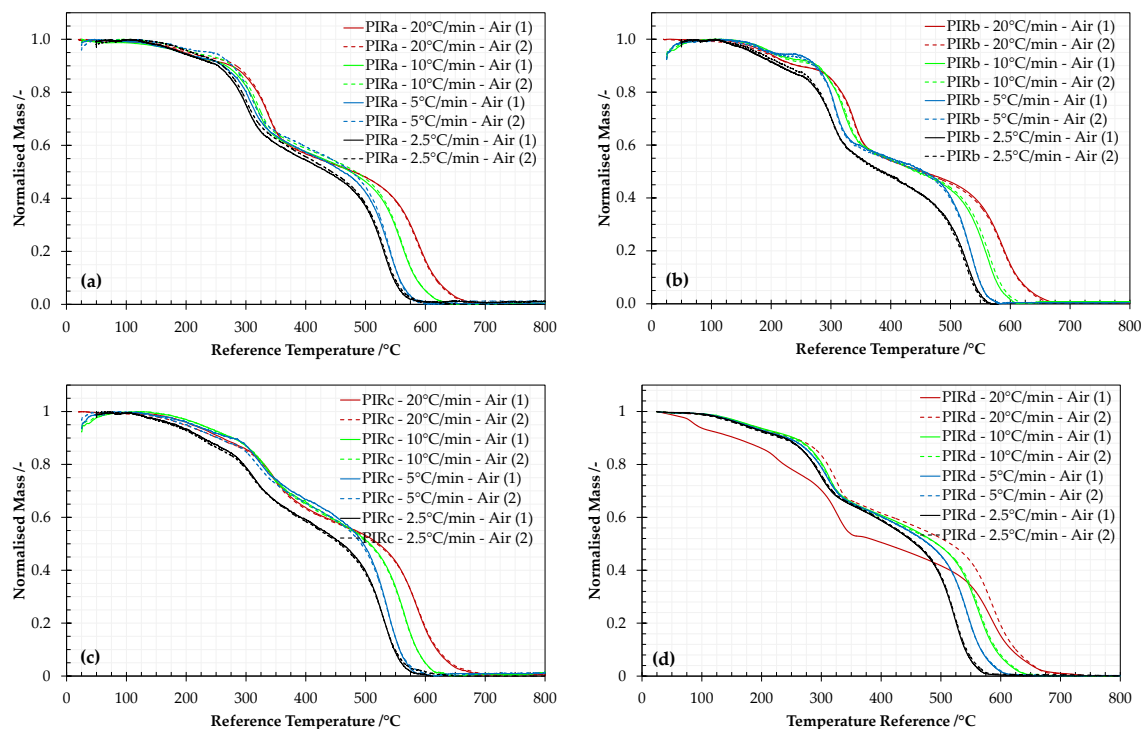 PIRa - 20°C/min - Air (1)
PIRa - 20°C/min - Air (2)
PIRa - 10°C/min - Air (1)
PIRa - 10°C/min - Air (2)
PIRa - 5°C/min - Air (1)
PIRa - 5°C/min - Air (2)
PIRa - 2.5°C/min - Air (1)
PIRa - 2.5°C/min - Air (2)
1.0
0.8
0.6
0.4
0.2
0.0
Normalised Mass /-
(a)
0 100 200 300 400 500 600 700 800
Reference Temperature /°C
PIRb - 20°C/min - Air (1)
PIRb - 20°C/min - Air (2)
PIRb - 10°C/min - Air (1)
PIRb - 10°C/min - Air (2)
PIRb - 5°C/min - Air (1)
PIRb - 5°C/min - Air (2)
PIRb - 2.5°C/min - Air (1)
PIRb - 2.5°C/min - Air (2)
1.0
0.8
0.6
0.4
0.2
0.0
Normalised Mass /-
(b)
0 100 200 300 400 500 600 700 800
Reference Temperature /°C
PIRc - 20°C/min - Air (1)
PIRc - 20°C/min - Air (2)
PIRc - 10°C/min - Air (1)
PIRc - 10°C/min - Air (2)
PIRc - 5°C/min - Air (1)
PIRc - 5°C/min - Air (2)
PIRc - 2.5°C/min - Air (1)
PIRc - 2.5°C/min - Air (2)
1
0.8
0.6
0.4
0.2
0
Normalised Mass /-
(c)
0 100 200 300 400 500 600 700 800
Reference Temperature /°C
PIRd - 20°C/min - Air (1)
PIRd - 20°C/min - Air (2)
PIRd - 10°C/min - Air (1)
PIRd - 10°C/min - Air (2)
PIRd - 5°C/min - Air (1)
PIRd - 5°C/min - Air (2)
PIRd - 2.5°C/min - Air (1)
PIRd - 2.5°C/min - Air (2)
1
0.8
0.6
0.4
0.2
0
Normalised Mass /-
(d)
0 100 200 300 400 500 600 700 800
Temperature Reference /°C